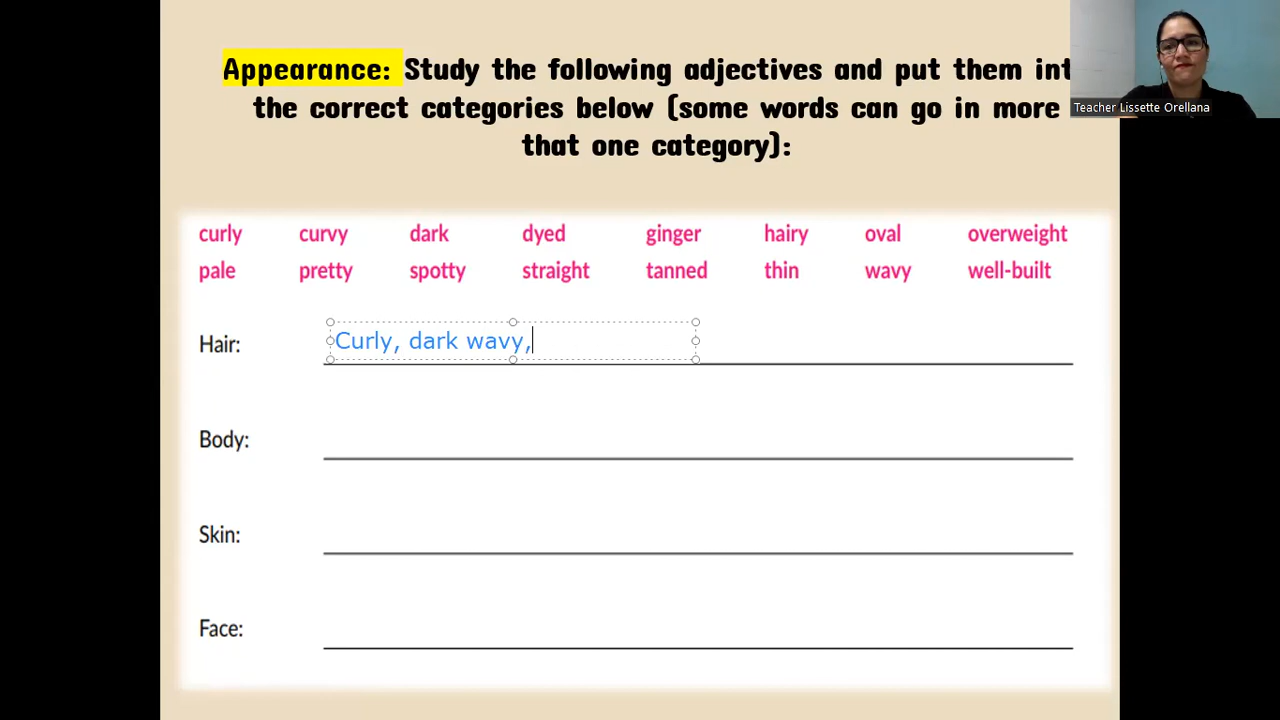 Appearance: Study the following adjectives and put them int
the correct categories below (some words can go in more
that one category):
Teacher Lissette Orellana
curly curvy dark dyed ginger hairy oval overweight
pale pretty spotty straight tanned thin wavy well-built
Hair: Curly, dark wavy,
Body:
Skin:
Face: